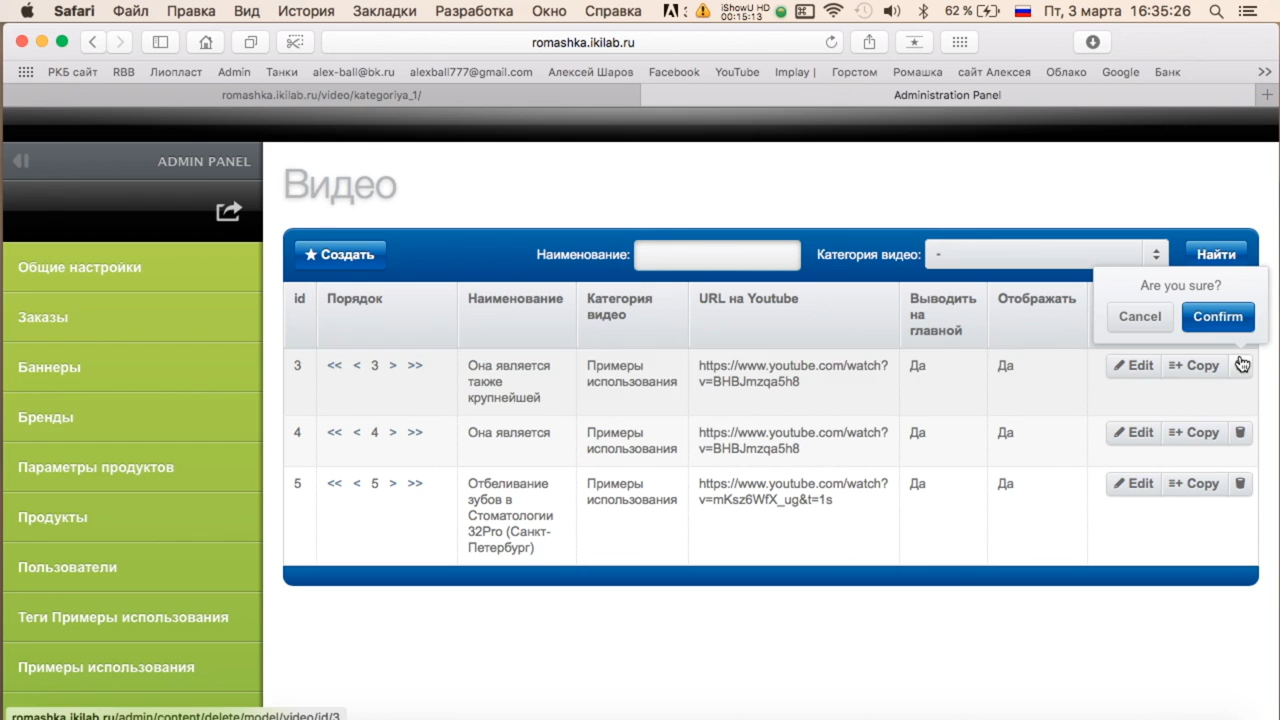 Safari Файл Правка Вид История Закладки Разработка Окно Справка iShowU HD 00:15:13 62 % Пт, 3 марта 16:35:26
romashka.ikilab.ru
РКБ сайт RBB Лиопласт Admin Танки alex-ball@bk.ru alexball777@gmail.com Алексей Шаров Facebook YouTube Implay | Горстом Ромашка сайт Алексея Облако Google Банк >>
romashka.ikilab.ru/video/kategoriya_1/ Administration Panel
ADMIN PANEL
Видео
★ Создать Наименование: Категория видео: - Найти
Are you sure?
Cancel Confirm
id Порядок Наименование Категория видео URL на Youtube Выводить на главной Отображать
3 << < 3 > >> Она является Примеры https://www.youtube.com/watch? Да Да Edit Copy
также использования v=BHBJmzqa5h8
крупнейшей
4 << < 4 > >> Она является Примеры https://www.youtube.com/watch? Да Да Edit Copy
использования v=BHBJmzqa5h8
5 << < 5 > >> Отбеливание Примеры https://www.youtube.com/watch? Да Да Edit Copy
зубов в использования v=mKsz6WfX_ug&t=1s
Стоматологии
32Pro (Санкт-
Петербург)
Общие настройки
Заказы
Баннеры
Бренды
Параметры продуктов
Продукты
Пользователи
Теги Примеры использования
Примеры использования
romashka.ikilab.ru/admin/content/delete/model/video/id/3